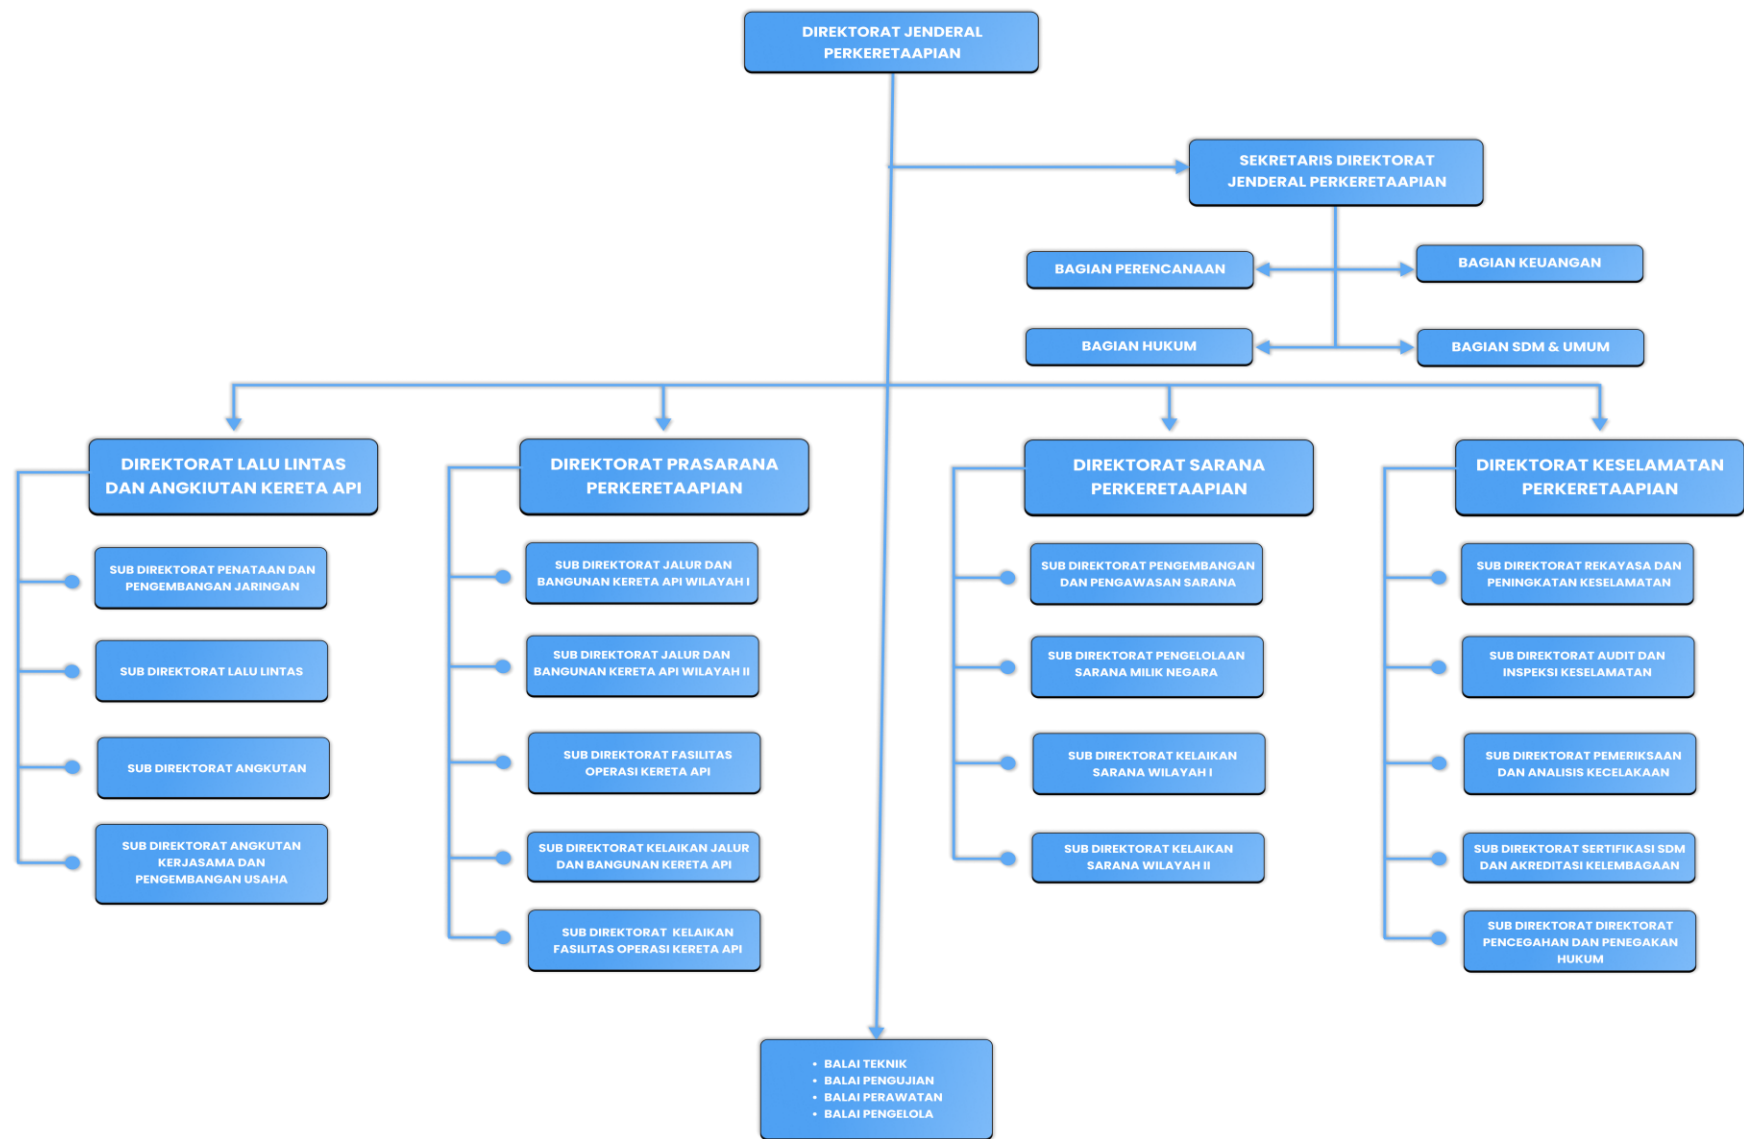 DIREKTORAT JENDERAL
PERKERETAAPIAN
SEKRETARIS DIREKTORAT
JENDERAL PERKERETAAPIAN
BAGIAN PERENCANAAN
BAGIAN KEUANGAN
BAGIAN HUKUM
BAGIAN SDM & UMUM
DIREKTORAT LALU LINTAS
DAN ANGKIUTAN KERETA API
SUB DIREKTORAT PENATAAN DAN
PENGEMBANGAN JARINGAN
SUB DIREKTORAT LALU LINTAS
SUB DIREKTORAT ANGKUTAN
SUB DIREKTORAT ANGKUTAN
KERJASAMA DAN
PENGEMBANGAN USAHA
DIREKTORAT PRASARANA
PERKERETAAPIAN
SUB DIREKTORAT JALUR DAN
BANGUNAN KERETA API WILAYAH I
SUB DIREKTORAT JALUR DAN
BANGUNAN KERETA API WILAYAH II
SUB DIREKTORAT FASILITAS
OPERASI KERETA API
SUB DIREKTORAT KELAIKAN JALUR
DAN BANGUNAN KERETA API
SUB DIREKTORAT KELAIKAN
FASILITAS OPERASI KERETA API
DIREKTORAT SARANA
PERKERETAAPIAN
SUB DIREKTORAT PENGEMBANGAN
DAN PENGAWASAN SARANA
SUB DIREKTORAT PENGELOLAAN
SARANA MILIK NEGARA
SUB DIREKTORAT KELAIKAN
SARANA WILAYAH I
SUB DIREKTORAT KELAIKAN
SARANA WILAYAH II
DIREKTORAT KESELAMATAN
PERKERETAAPIAN
SUB DIREKTORAT REKAYASA DAN
PENINGKATAN KESELAMATAN
SUB DIREKTORAT AUDIT DAN
INSPEKSI KESELAMATAN
SUB DIREKTORAT PEMERIKSAAN
DAN ANALISIS KECELAKAAN
SUB DIREKTORAT SERTIFIKASI SDM
DAN AKREDITASI KELEMBAGAAN
SUB DIREKTORAT DIREKTORAT
PENCEGAHAN DAN PENEGAKAN
HUKUM
• BALAI TEKNIK
• BALAI PENGUJIAN
• BALAI PERAWATAN
• BALAI PENGELOLA